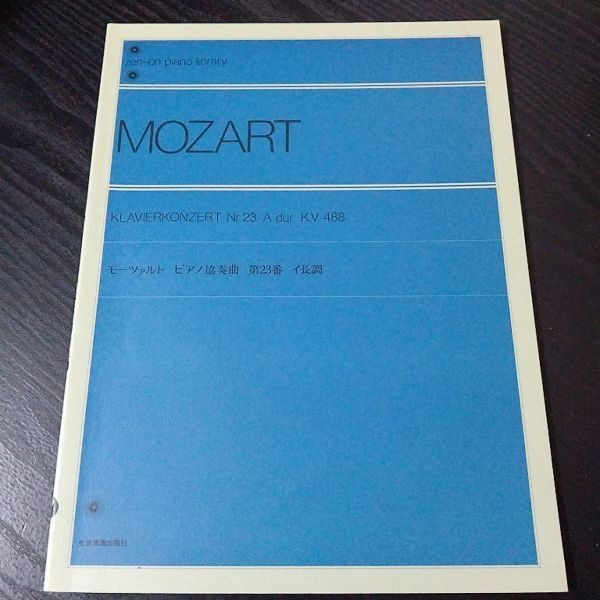 zen-on piano library
MOZART
KLAVIERKONZERT Nr.23 A dur K.V. 488
モーツァルト ピアノ協奏曲 第23番 イ長調
全音楽譜出版社